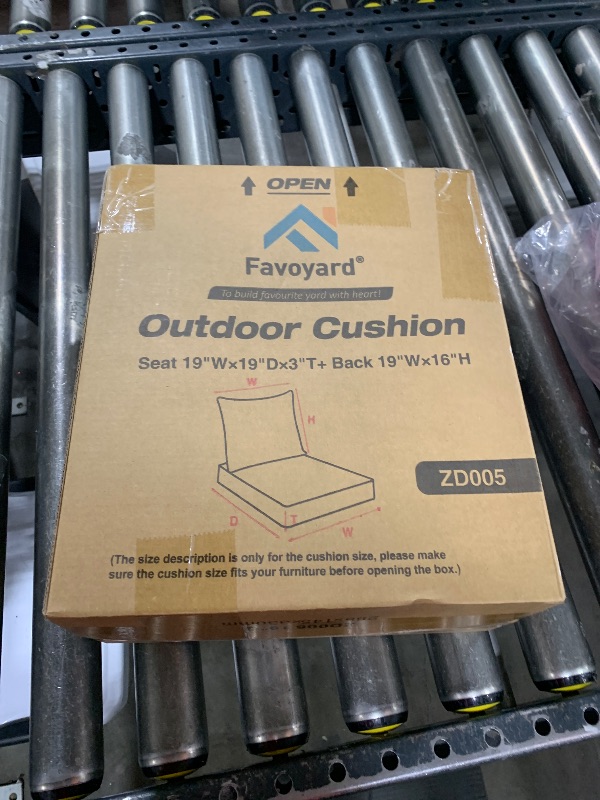 OPEN
Favoyard®
To build favourite yard with heart!
Outdoor Cushion
Seat 19"W×19"D×3"T+ Back 19"W×16"H
W
H
ZD005
D
T
W
(The size description is only for the cushion size, please make
sure the cushion size fits your furniture before opening the box.)